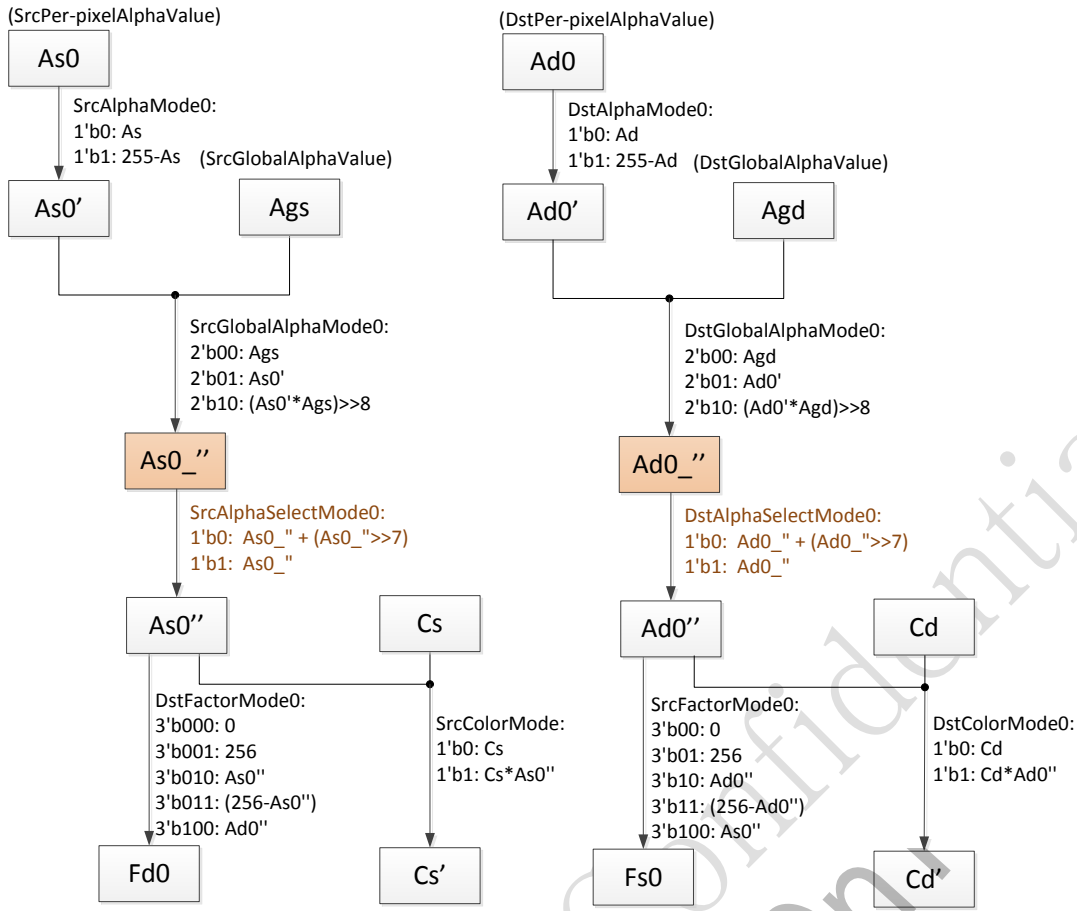 (SrcPer-pixelAlphaValue)
As0
SrcAlphaMode0:
1'b0: As
1'b1: 255-As
(SrcGlobalAlphaValue)
As0'
Ags
SrcGlobalAlphaMode0:
2'b00: Ags
2'b01: As0'
2'b10: (As0'*Ags)>>8
As0_''
SrcAlphaSelectMode0:
1'b0: As0_" + (As0_">>7)
1'b1: As0_"
As0''
Cs
DstFactorMode0:
3'b000: 0
3'b001: 256
3'b010: As0''
3'b011: (256-As0'')
3'b100: Ad0''
SrcColorMode:
1'b0: Cs
1'b1: Cs*As0''
Fd0
Cs'
(DstPer-pixelAlphaValue)
Ad0
DstAlphaMode0:
1'b0: Ad
1'b1: 255-Ad
(DstGlobalAlphaValue)
Ad0'
Agd
DstGlobalAlphaMode0:
2'b00: Agd
2'b01: Ad0'
2'b10: (Ad0'*Agd)>>8
Ad0_''
DstAlphaSelectMode0:
1'b0: Ad0_" + (Ad0_">>7)
1'b1: Ad0_"
Ad0''
Cd
SrcFactorMode0:
3'b00: 0
3'b01: 256
3'b10: Ad0''
3'b11: (256-Ad0'')
3'b100: As0''
DstColorMode0:
1'b0: Cd
1'b1: Cd*Ad0''
Fs0
Cd'